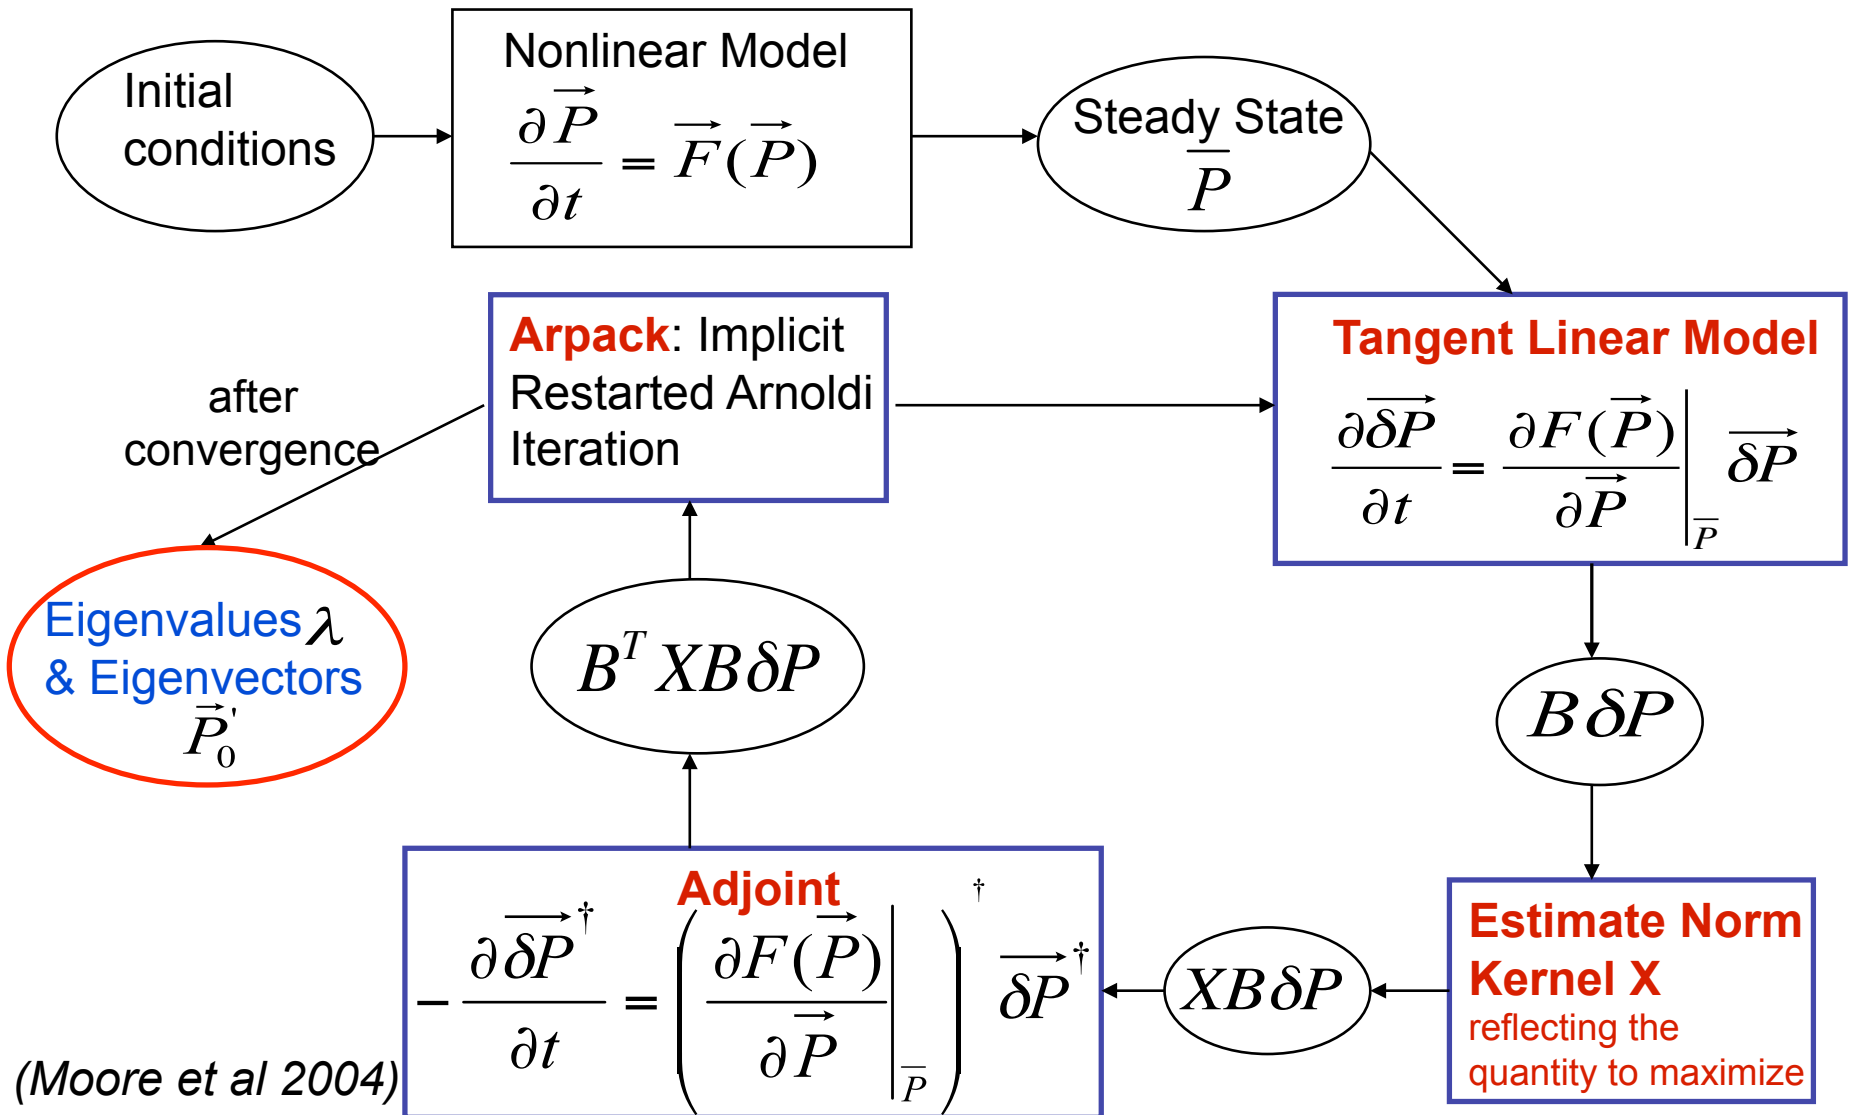 Initial
conditions
Nonlinear Model
∂P⃗/∂t = F⃗(P⃗)
Steady State
P̅
Arpack: Implicit
Restarted Arnoldi
Iteration
Tangent Linear Model
∂δP⃗/∂t = ∂F(P⃗)/∂P⃗ |P̅ δP⃗
after
convergence
Eigenvalues λ
& Eigenvectors
P⃗₀'
BᵀXBδP
BδP
Adjoint
−∂δP⃗†/∂t = (∂F(P⃗)/∂P⃗ |P̅)† δP⃗†
XBδP
Estimate Norm
Kernel X
reflecting the
quantity to maximize
(Moore et al 2004)